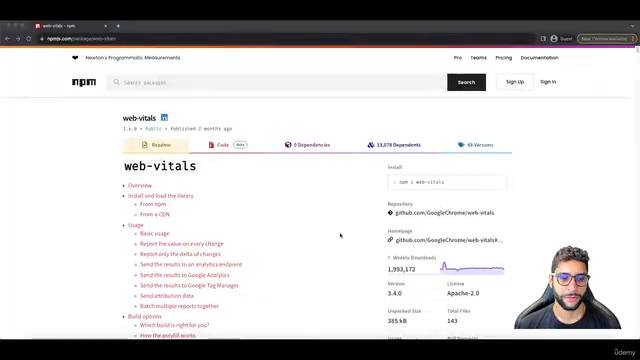 web-vitals - npm
npmjs.com/package/web-vitals
Guest
New Chrome available
Newton's Programmatic Measurements
Pro
Teams
Pricing
Documentation
npm
Search packages
Search
Sign Up
Sign In
web-vitals TS
3.4.0 • Public • Published 2 months ago
Readme
Code Beta
0 Dependencies
13,078 Dependents
48 Versions
web-vitals
• Overview
• Install and load the library
• From npm
• From a CDN
• Usage
• Basic usage
• Report the value on every change
• Report only the delta of changes
• Send the results to an analytics endpoint
• Send the results to Google Analytics
• Send the results to Google Tag Manager
• Send attribution data
• Batch multiple reports together
• Build options
• Which build is right for you?
• How the polyfill works
Install
> npm i web-vitals
Repository
github.com/GoogleChrome/web-vitals
Homepage
github.com/GoogleChrome/web-vitals#...
Weekly Downloads
1,993,172
Version
License
3.4.0
Apache-2.0
Unpacked Size
Total Files
385 kB
143
Issues
Pull Requests
udemy